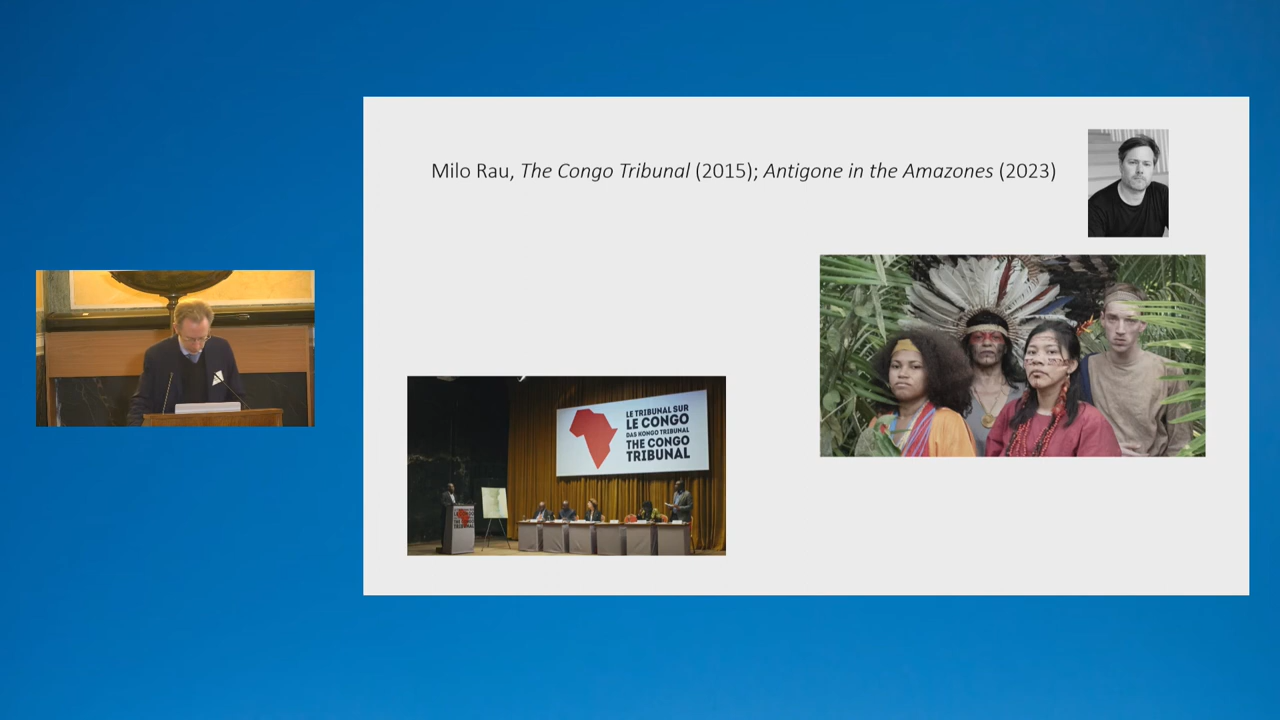 Milo Rau, The Congo Tribunal (2015); Antigone in the Amazones (2023)
LE TRIBUNAL SUR
LE CONGO
DAS KONGO TRIBUNAL
THE CONGO
TRIBUNAL